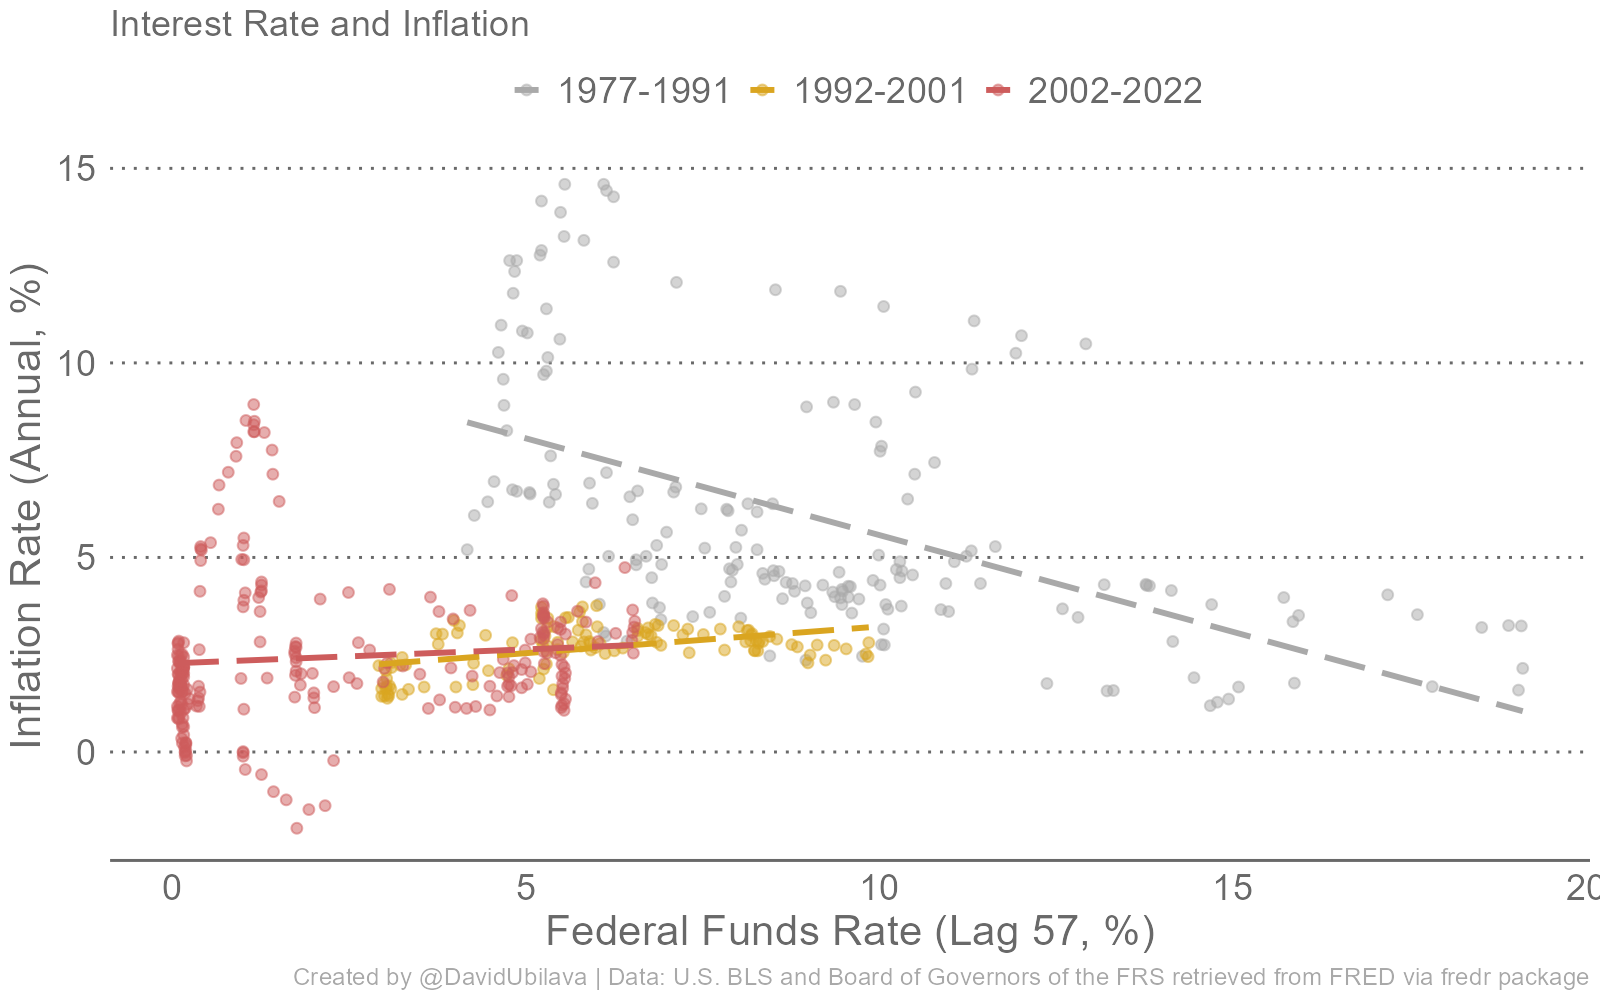 Interest Rate and Inflation
1977-1991 1992-2001 2002-2022
15
10
5
0
Inflation Rate (Annual, %)
0 5 10 15 20
Federal Funds Rate (Lag 57, %)
Created by @DavidUbilava | Data: U.S. BLS and Board of Governors of the FRS retrieved from FRED via fredr package